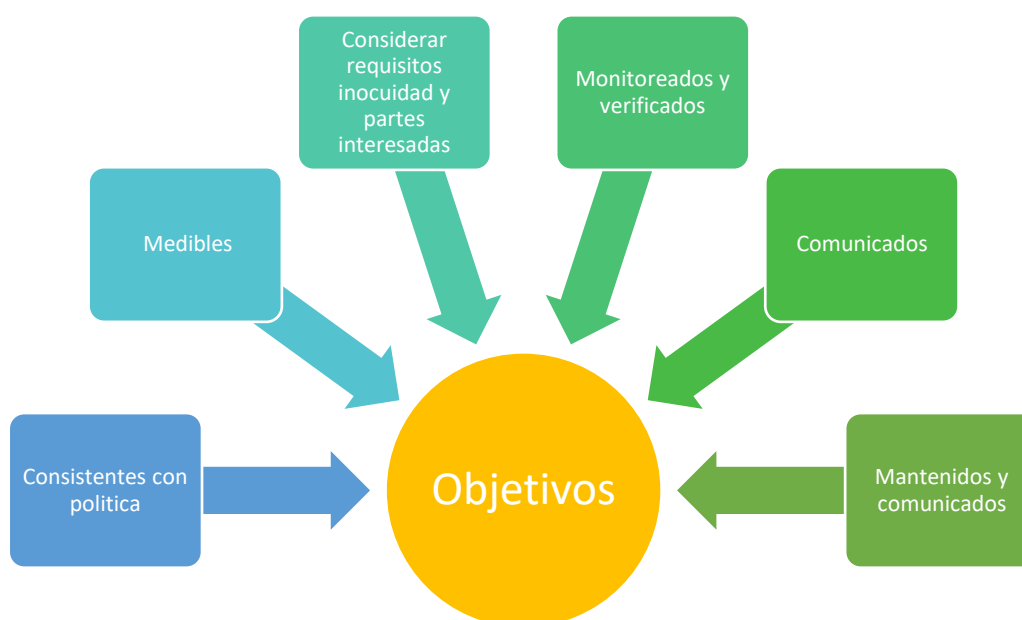 Considerar
requisitos
inocuidad y
partes
interesadas
Monitoreados y
verificados
Medibles
Comunicados
Consistentes con
politica
Objetivos
Mantenidos y
comunicados